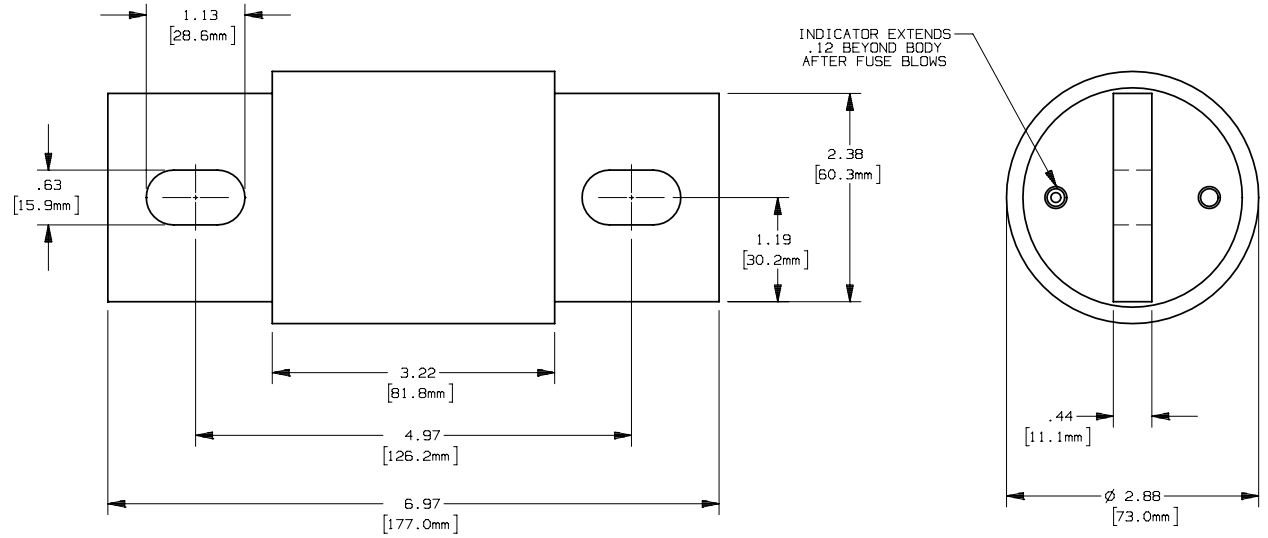 1.13
[28.6mm]
INDICATOR EXTENDS
.12 BEYOND BODY
AFTER FUSE BLOWS
.63
[15.9mm]
2.38
[60.3mm]
1.19
[30.2mm]
3.22
[81.8mm]
.44
[11.1mm]
4.97
[126.2mm]
6.97
[177.0mm]
Ø 2.88
[73.0mm]